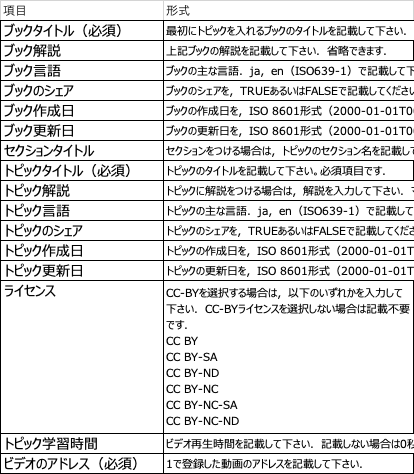 項目 形式
ブックタイトル（必須） 最初にトピックを入れるブックのタイトルを記載して下さい．
ブック解説 上記ブックの解説を記載して下さい．省略できます．
ブック言語 ブックの主な言語．ja, en（ISO639-1）で記載して下
ブックのシェア ブックのシェアを，TRUEあるいはFALSEで記載してください
ブック作成日 ブックの作成日を，ISO 8601形式（2000-01-01T0
ブック更新日 ブックの更新日を，ISO 8601形式（2000-01-01T0
セクションタイトル セクションをつける場合は，トピックのセクション名を記載して
トピックタイトル（必須） トピックのタイトルを記載して下さい。必須項目です．
トピック解説 トピックに解説をつける場合は，解説を入力して下さい．
トピック言語 トピックの主な言語．ja, en（ISO639-1）で記載して
トピックのシェア トピックのシェアを，TRUEあるいはFALSEで記載してくださ
トピック作成日 トピックの作成日を，ISO 8601形式（2000-01-01T
トピック更新日 トピックの更新日を，ISO 8601形式（2000-01-01T
ライセンス CC-BYを選択する場合は，以下のいずれかを入力して
下さい．CC-BYライセンスを選択しない場合は記載不要
です．
CC BY
CC BY-SA
CC BY-ND
CC BY-NC
CC BY-NC-SA
CC BY-NC-ND
トピック学習時間 ビデオ再生時間を記載して下さい．記載しない場合は0秒
ビデオのアドレス（必須） 1で登録した動画のアドレスを記載して下さい．